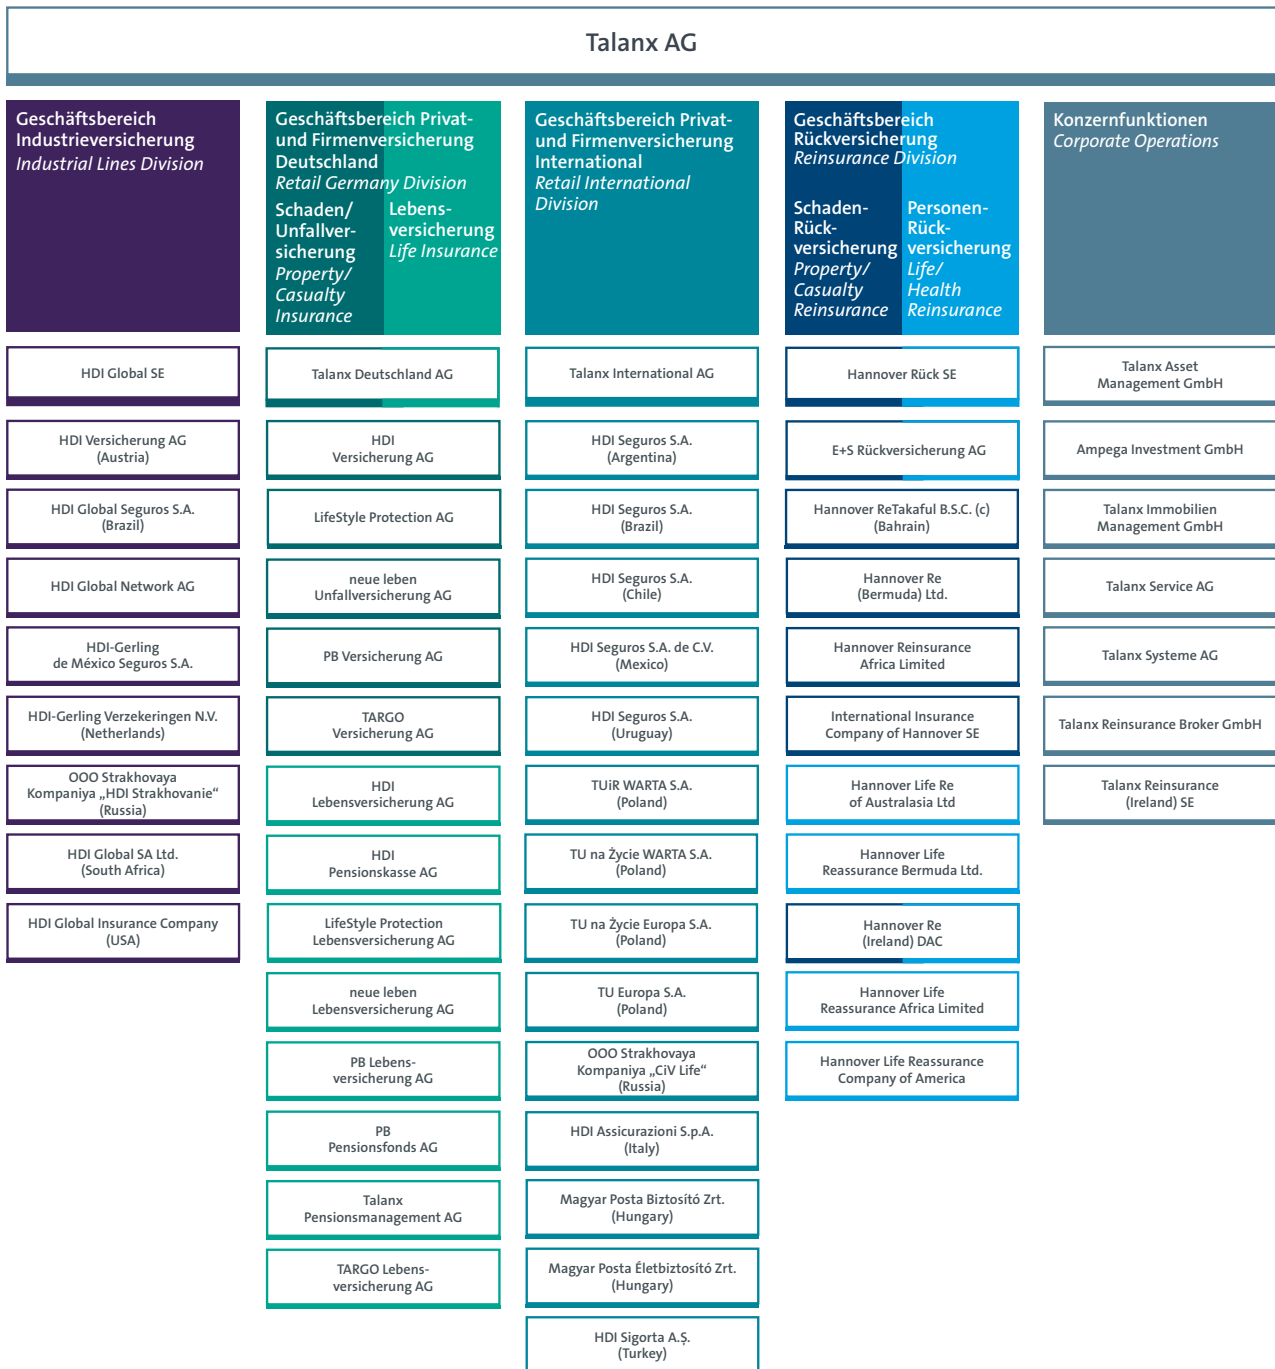 Talanx AG
Geschäftsbereich
Industrieversicherung
Industrial Lines Division
HDI Global SE
HDI Versicherung AG
(Austria)
HDI Global Seguros S.A.
(Brazil)
HDI Global Network AG
HDI-Gerling
de México Seguros S.A.
HDI-Gerling Verzekeringen N.V.
(Netherlands)
OOO Strakhovaya
Kompaniya „HDI Strakhovanie“
(Russia)
HDI Global SA Ltd.
(South Africa)
HDI Global Insurance Company
(USA)
Geschäftsbereich Privat-
und Firmenversicherung
Deutschland
Retail Germany Division
Schaden/
Unfallver-
sicherung
Property/
Casualty
Insurance
Lebens-
versicherung
Life Insurance
Talanx Deutschland AG
HDI
Versicherung AG
LifeStyle Protection AG
neue leben
Unfallversicherung AG
PB Versicherung AG
TARGO
Versicherung AG
HDI
Lebensversicherung AG
HDI
Pensionskasse AG
LifeStyle Protection
Lebensversicherung AG
neue leben
Lebensversicherung AG
PB Lebens-
versicherung AG
PB
Pensionsfonds AG
Talanx
Pensionsmanagement AG
TARGO Lebens-
versicherung AG
Geschäftsbereich Privat-
und Firmenversicherung
International
Retail International
Division
Talanx International AG
HDI Seguros S.A.
(Argentina)
HDI Seguros S.A.
(Brazil)
HDI Seguros S.A.
(Chile)
HDI Seguros S.A. de C.V.
(Mexico)
HDI Seguros S.A.
(Uruguay)
TUiR WARTA S.A.
(Poland)
TU na Życie WARTA S.A.
(Poland)
TU na Życie Europa S.A.
(Poland)
TU Europa S.A.
(Poland)
OOO Strakhovaya
Kompaniya „CiV Life“
(Russia)
HDI Assicurazioni S.p.A.
(Italy)
Magyar Posta Biztosító Zrt.
(Hungary)
Magyar Posta Életbiztosító Zrt.
(Hungary)
HDI Sigorta A.Ş.
(Turkey)
Geschäftsbereich
Rückversicherung
Reinsurance Division
Schaden-
Rück-
versicherung
Property/
Casualty
Reinsurance
Personen-
Rück-
versicherung
Life/
Health
Reinsurance
Hannover Rück SE
E+S Rückversicherung AG
Hannover ReTakaful B.S.C. (c)
(Bahrain)
Hannover Re
(Bermuda) Ltd.
Hannover Reinsurance
Africa Limited
International Insurance
Company of Hannover SE
Hannover Life Re
of Australasia Ltd
Hannover Life
Reassurance Bermuda Ltd.
Hannover Re
(Ireland) DAC
Hannover Life
Reassurance Africa Limited
Hannover Life Reassurance
Company of America
Konzernfunktionen
Corporate Operations
Talanx Asset
Management GmbH
Ampega Investment GmbH
Talanx Immobilien
Management GmbH
Talanx Service AG
Talanx Systeme AG
Talanx Reinsurance Broker GmbH
Talanx Reinsurance
(Ireland) SE